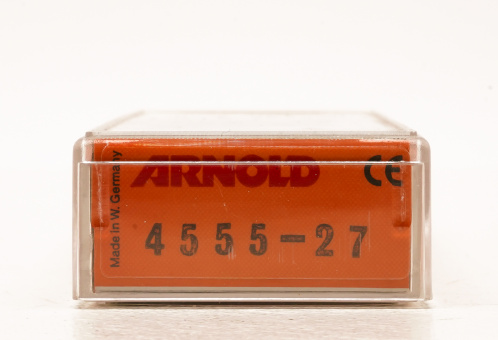 ARNOLD
CE
Made in W. Germany
4555-27